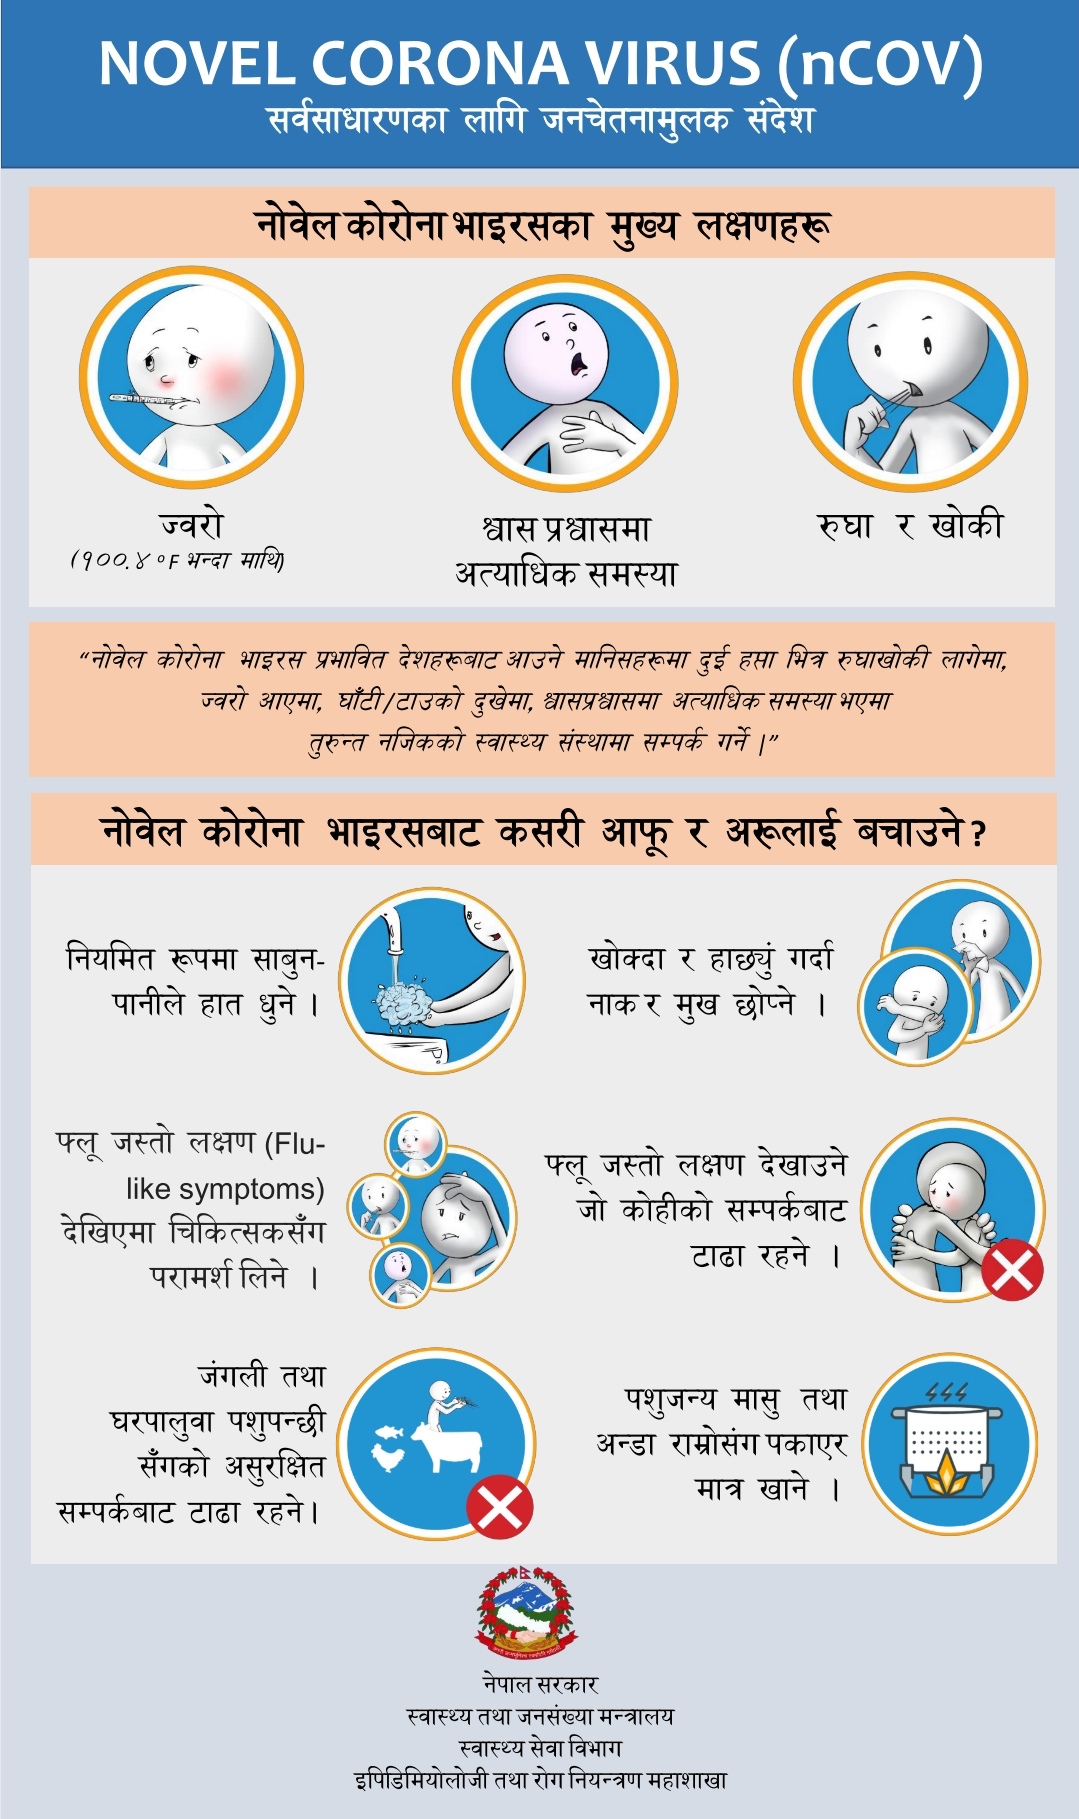 NOVEL CORONA VIRUS (nCOV)
सर्वसाधारणका लागि जनचेतनामुलक संदेश
नोवेल कोरोना भाइरसका मुख्य लक्षणहरू
ज्वरो
(१००.४ ०F भन्दा माथि)
श्वास प्रश्वासमा
अत्याधिक समस्या
रुघा र खोकी
“नोवेल कोरोना भाइरस प्रभावित देशहरूबाट आउने मानिसहरूमा दुई हप्ता भित्र रुघाखोकी लागेमा,
ज्वरो आएमा, घाँटी/टाउको दुखेमा, श्वासप्रश्वासमा अत्याधिक समस्या भएमा
तुरुन्त नजिकको स्वास्थ्य संस्थामा सम्पर्क गर्ने |”
नोवेल कोरोना भाइरसबाट कसरी आफू र अरूलाई बचाउने?
नियमित रूपमा साबुन-
पानीले हात धुने ।
खोक्दा र हाछ्युं गर्दा
नाक र मुख छोप्ने ।
फ्लू जस्तो लक्षण (Flu-
like symptoms)
देखिएमा चिकित्सकसँग
परामर्श लिने ।
फ्लू जस्तो लक्षण देखाउने
जो कोहीको सम्पर्कबाट
टाढा रहने ।
जंगली तथा
घरपालुवा पशुपन्छी
सँगको असुरक्षित
सम्पर्कबाट टाढा रहने।
पशुजन्य मासु तथा
अन्डा राम्रोसंग पकाएर
मात्र खाने ।
नेपाल सरकार
स्वास्थ्य तथा जनसंख्या मन्त्रालय
स्वास्थ्य सेवा विभाग
इपिडिमियोलोजी तथा रोग नियन्त्रण महाशाखा